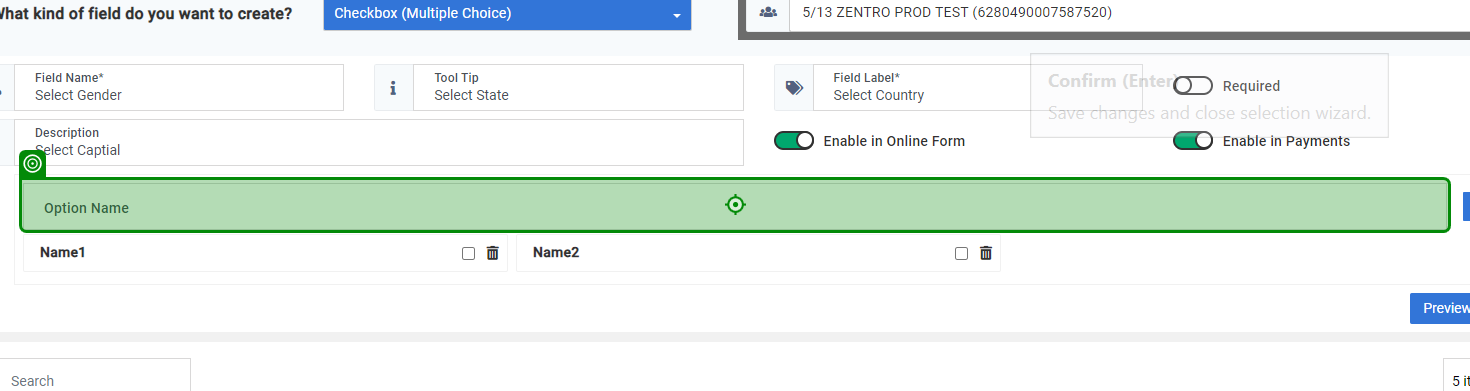 What kind of field do you want to create?
Checkbox (Multiple Choice)
5/13 ZENTRO PROD TEST (6280490007587520)
Field Name*
Select Gender
Tool Tip
Select State
Field Label*
Select Country
Confirm (Enter)
Save changes and close selection wizard.
Required
Description
Select Captial
Enable in Online Form
Enable in Payments
Option Name
Name1
Name2
Preview
Search
5 it